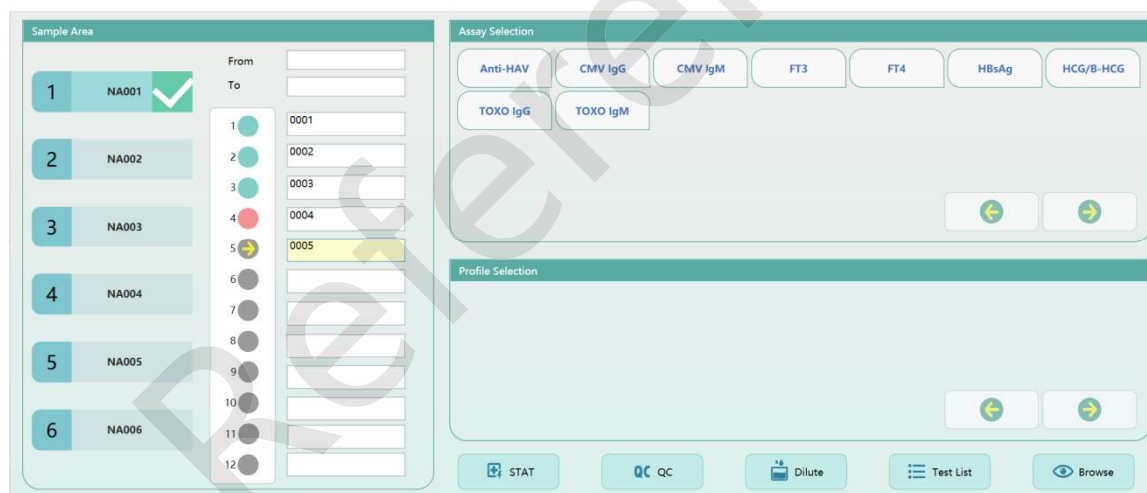 Sample Area
From
To
1 NA001
2 NA002
3 NA003
4 NA004
5 NA005
6 NA006
1 0001
2 0002
3 0003
4 0004
5 0005
6
7
8
9
10
11
12
Assay Selection
Anti-HAV CMV IgG CMV IgM FT3 FT4 HBsAg HCG/B-HCG
TOXO IgG TOXO IgM
Profile Selection
STAT QC QC Dilute Test List Browse